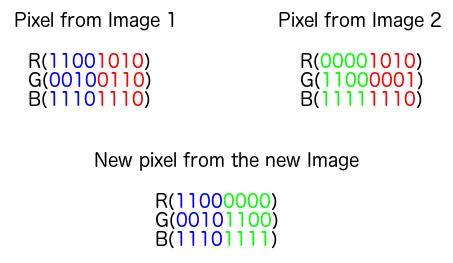 Pixel from Image 1
R(11001010)
G(00100110)
B(11101110)
Pixel from Image 2
R(00001010)
G(11000001)
B(11111110)
New pixel from the new Image
R(11000000)
G(00101100)
B(11101111)